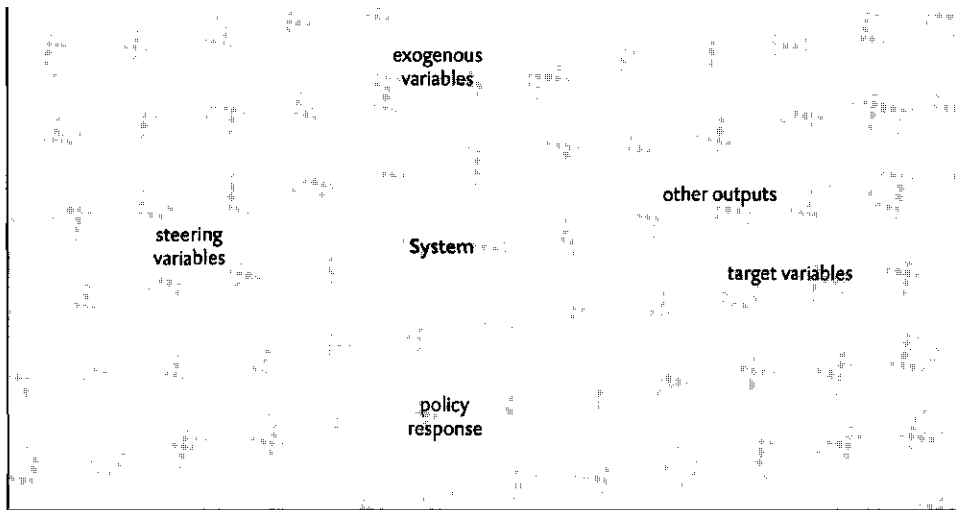 exogenous
variables
other outputs
steering
variables
System
target variables
policy
response